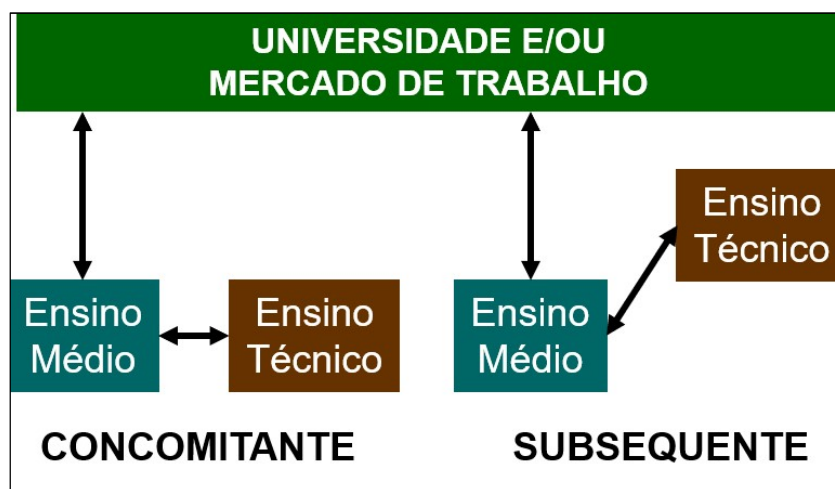 UNIVERSIDADE E/OU
MERCADO DE TRABALHO
Ensino
Médio
Ensino
Técnico
CONCOMITANTE
Ensino
Médio
Ensino
Técnico
SUBSEQUENTE